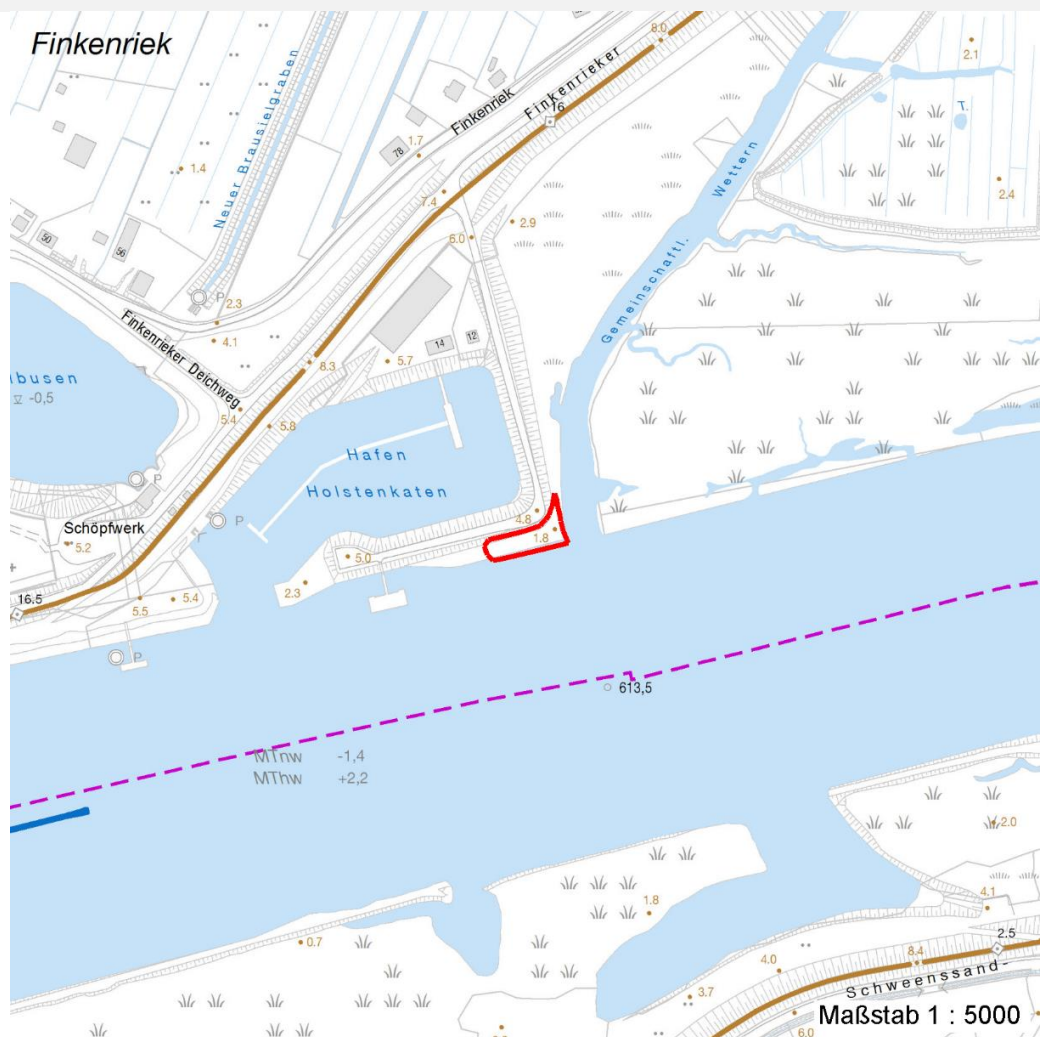 Finkenriek
8.0
2.1
Finkenrieker
16
Finkenriek
T.
78
1.7
1.4
Neuer Brausielgraben
Wettern
7.4
2.4
2.9
50
56
6.0
P
2.3
Gemeinschaftl.
4.1
Finkenrieker Deichweg
14
12
8.3
5.7
busen
-0,5
5.4
5.8
Hafen
Holstenkaten
P
4.8
P
Schöpfwerk
1.8
5.2
5.0
2.3
16.5
5.5
5.4
P
613,5
MTnw -1,4
MThw +2,2
2.0
1.8
4.1
0.7
2.5
8.4
4.0
Schweenssand-
3.7
6.0
Maßstab 1 : 5000